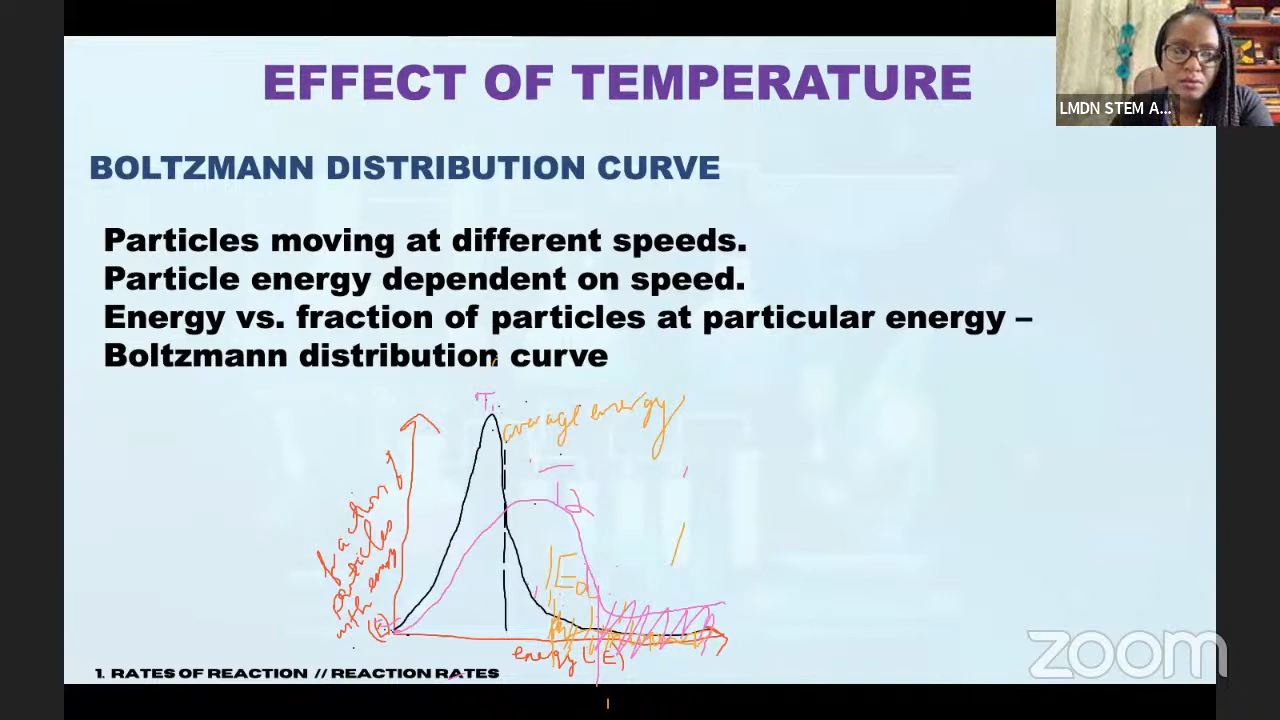 EFFECT OF TEMPERATURE
LMDN STEM A...
BOLTZMANN DISTRIBUTION CURVE
Particles moving at different speeds.
Particle energy dependent on speed.
Energy vs. fraction of particles at particular energy –
Boltzmann distribution curve
T1
average energy
T2
fraction of
particles
with energy
(E)
Ea
energy (E)
zoom
1. RATES OF REACTION // REACTION RATES